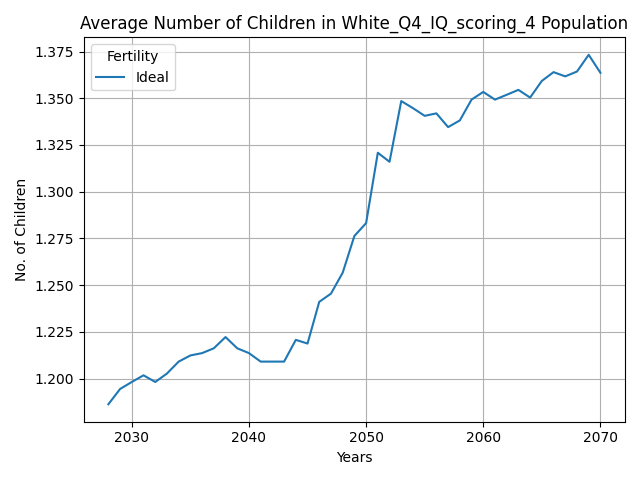 Average Number of Children in White_Q4_IQ_scoring_4 Population
Fertility
Ideal
No. of Children
1.375
1.350
1.325
1.300
1.275
1.250
1.225
1.200
2030 2040 2050 2060 2070
Years